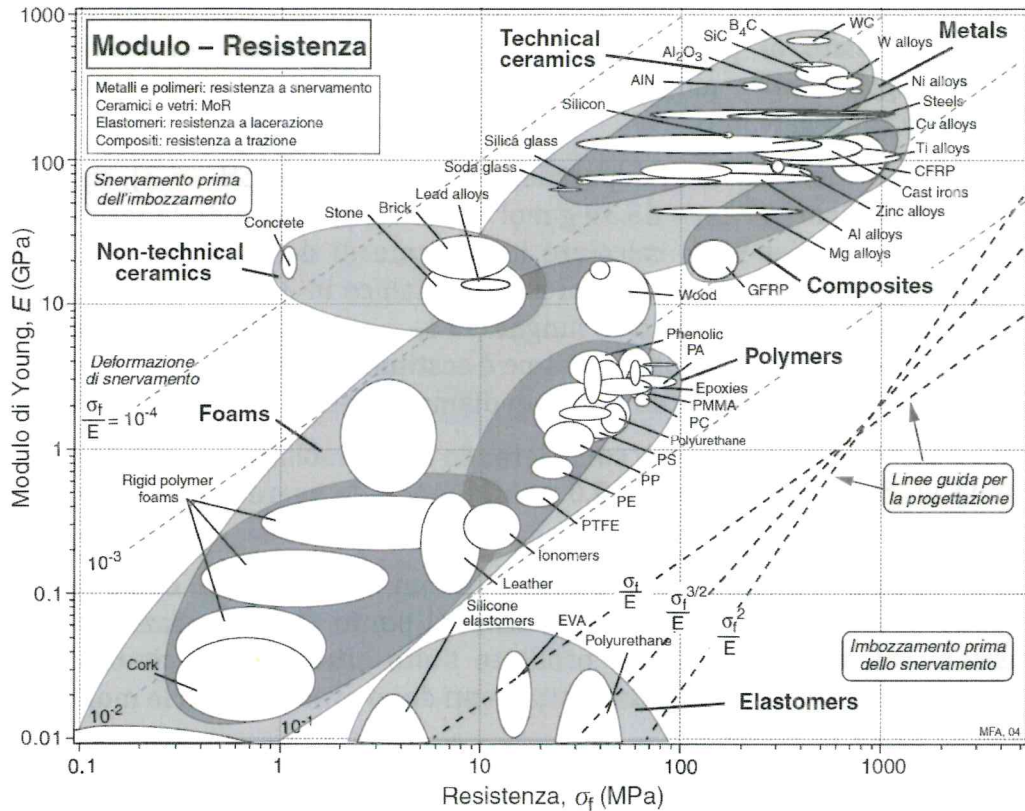 Modulo – Resistenza
Metalli e polimeri: resistenza a snervamento
Ceramici e vetri: MoR
Elastomeri: resistenza a lacerazione
Compositi: resistenza a trazione
Snervamento prima
dell'imbozzamento
Technical
ceramics
B₄C
SiC
WC
Al₂O₃
W alloys
Metals
AlN
Ni alloys
Silicon
Steels
Cu alloys
Silica glass
Ti alloys
Soda glass
CFRP
Cast irons
Zinc alloys
Al alloys
Mg alloys
Lead alloys
Brick
Stone
Concrete
Non-technical
ceramics
GFRP
Composites
Wood
Phenolic
PA
Polymers
Epoxies
PMMA
PC
Polyurethane
PS
PP
PE
PTFE
Ionomers
Leather
Deformazione
di snervamento
σf/E = 10⁻⁴
Foams
Rigid polymer
foams
10⁻³
Linee guida per
la progettazione
Silicone
elastomers
EVA
Polyurethane
σf/E
σf^3/2/E
σf²/E
Imbozzamento prima
dello snervamento
Cork
Elastomers
10⁻²
10⁻¹
MFA, 04
Modulo di Young, E (GPa)
1000
100
10
1
0.1
0.01
0.1
1
10
100
1000
Resistenza, σf (MPa)